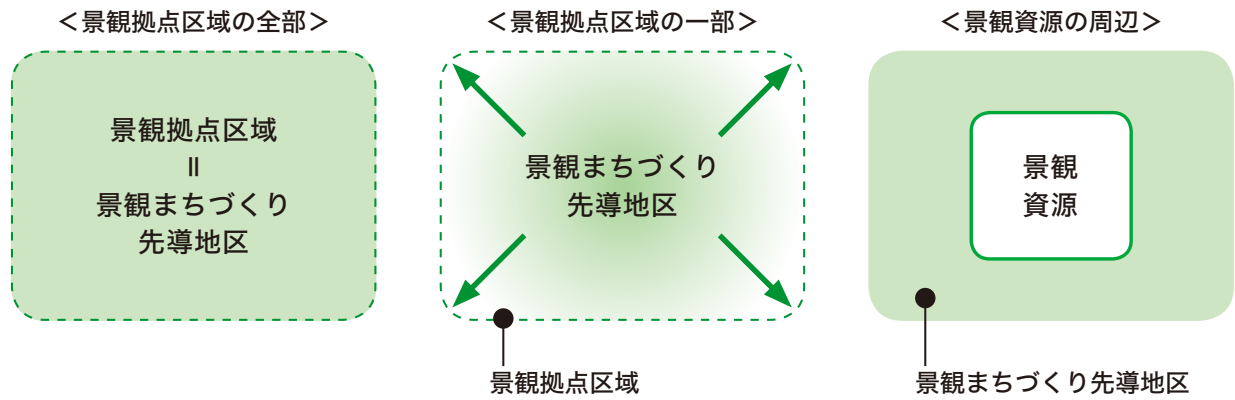 ＜景観拠点区域の全部＞
景観拠点区域
＝
景観まちづくり
先導地区
＜景観拠点区域の一部＞
景観まちづくり
先導地区
景観拠点区域
＜景観資源の周辺＞
景観
資源
景観まちづくり先導地区